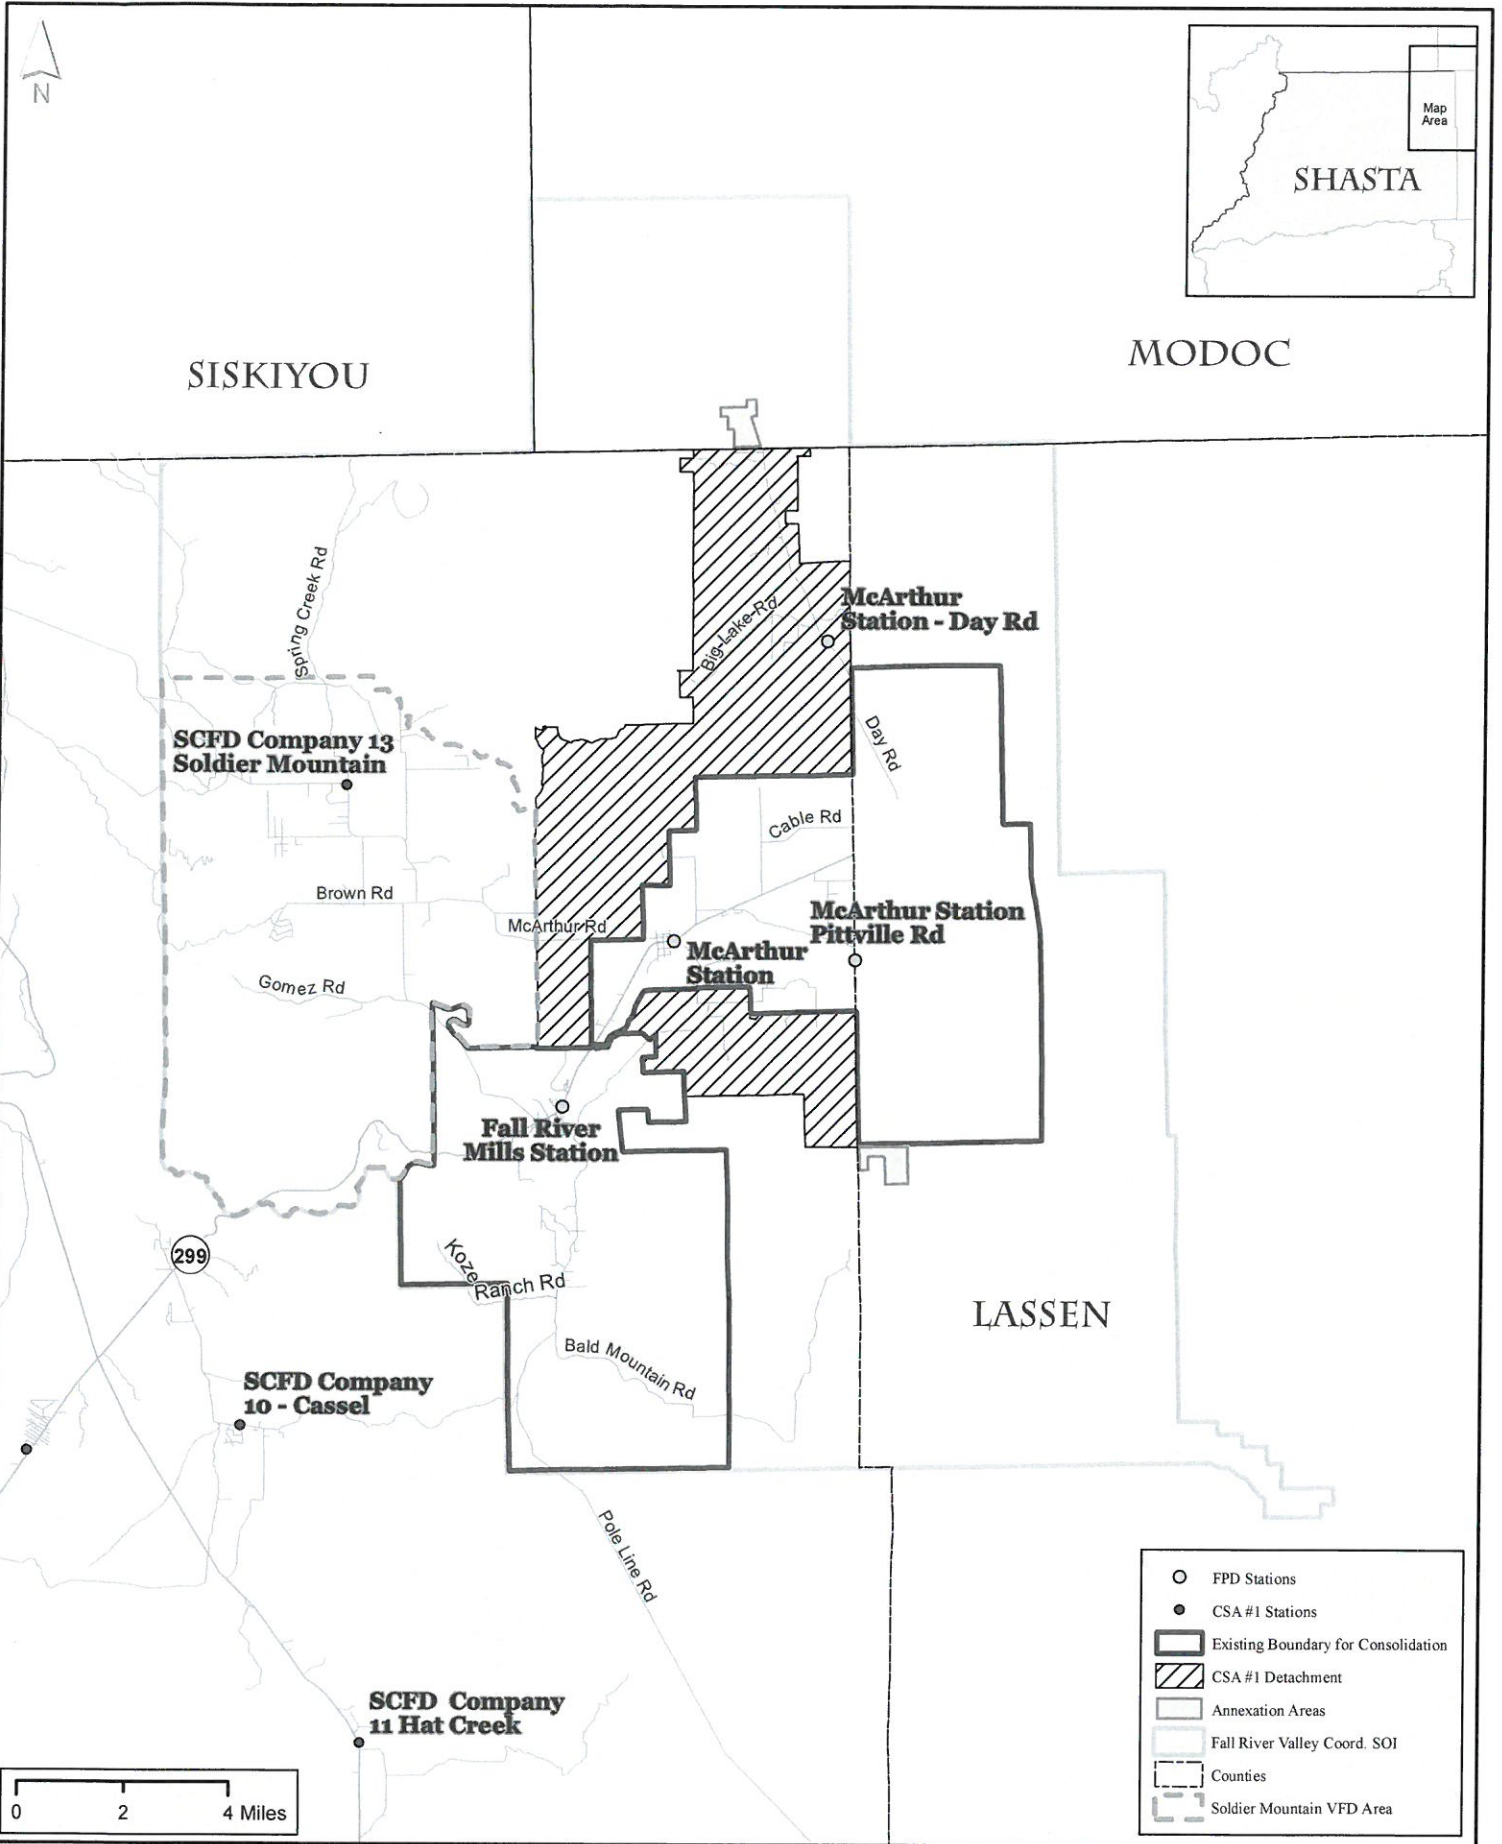 N
Map
Area
SHASTA
SISKIYOU
MODOC
Spring Creek Rd
Big-Lake-Rd
McArthur
Station - Day Rd
Day Rd
SCFD Company 13
Soldier Mountain
Cable Rd
Brown Rd
McArthur Rd
McArthur Station
Pittville Rd
McArthur
Station
Gomez Rd
Fall River
Mills Station
299
Koze
Ranch Rd
LASSEN
Bald Mountain Rd
SCFD Company
10 - Cassel
Pole Line Rd
SCFD Company
11 Hat Creek
FPD Stations
CSA #1 Stations
Existing Boundary for Consolidation
CSA #1 Detachment
Annexation Areas
Fall River Valley Coord. SOI
Counties
Soldier Mountain VFD Area
0 2 4 Miles